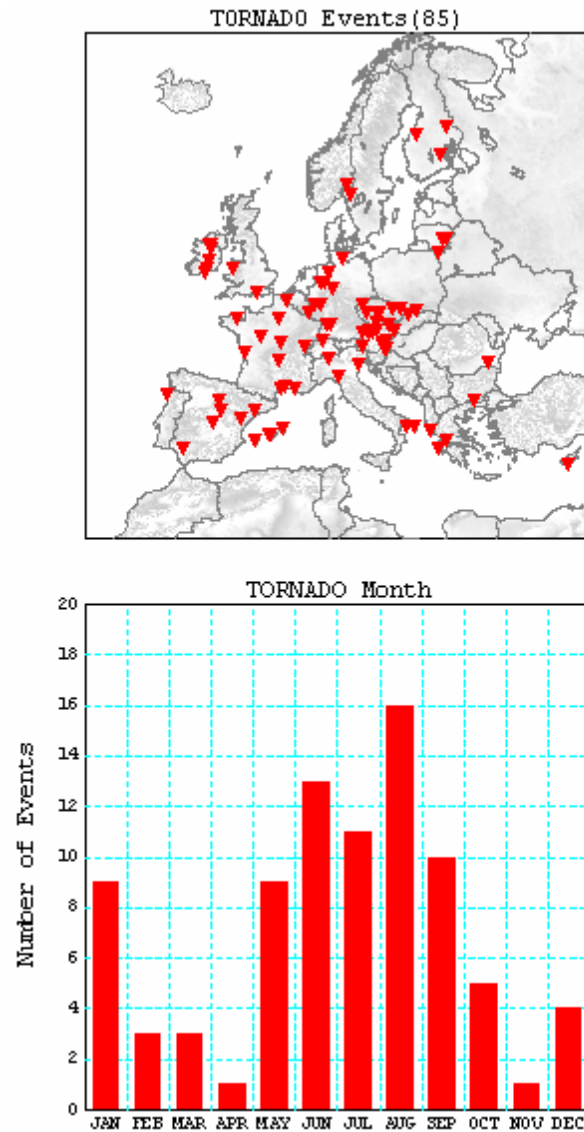 TORNADO Events(85)
TORNADO Month
20
18
16
14
12
10
8
6
4
2
0
Number of Events
JAN FEB MAR APR MAY JUN JUL AUG SEP OCT NOV DEC